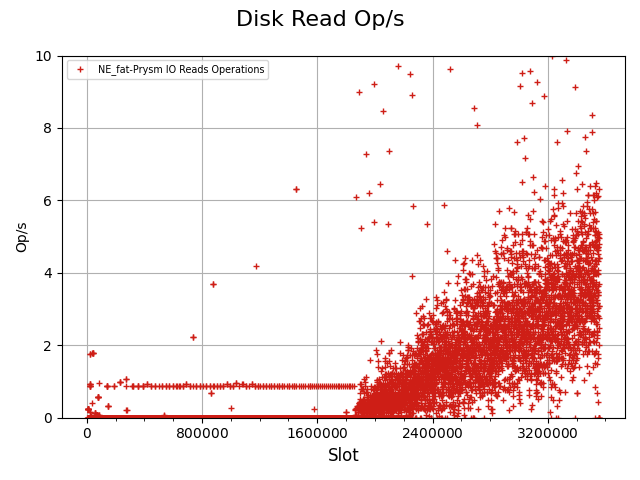 Disk Read Op/s
NE_fat-Prysm IO Reads Operations
10
8
6
4
2
0
Op/s
0 800000 1600000 2400000 3200000
Slot